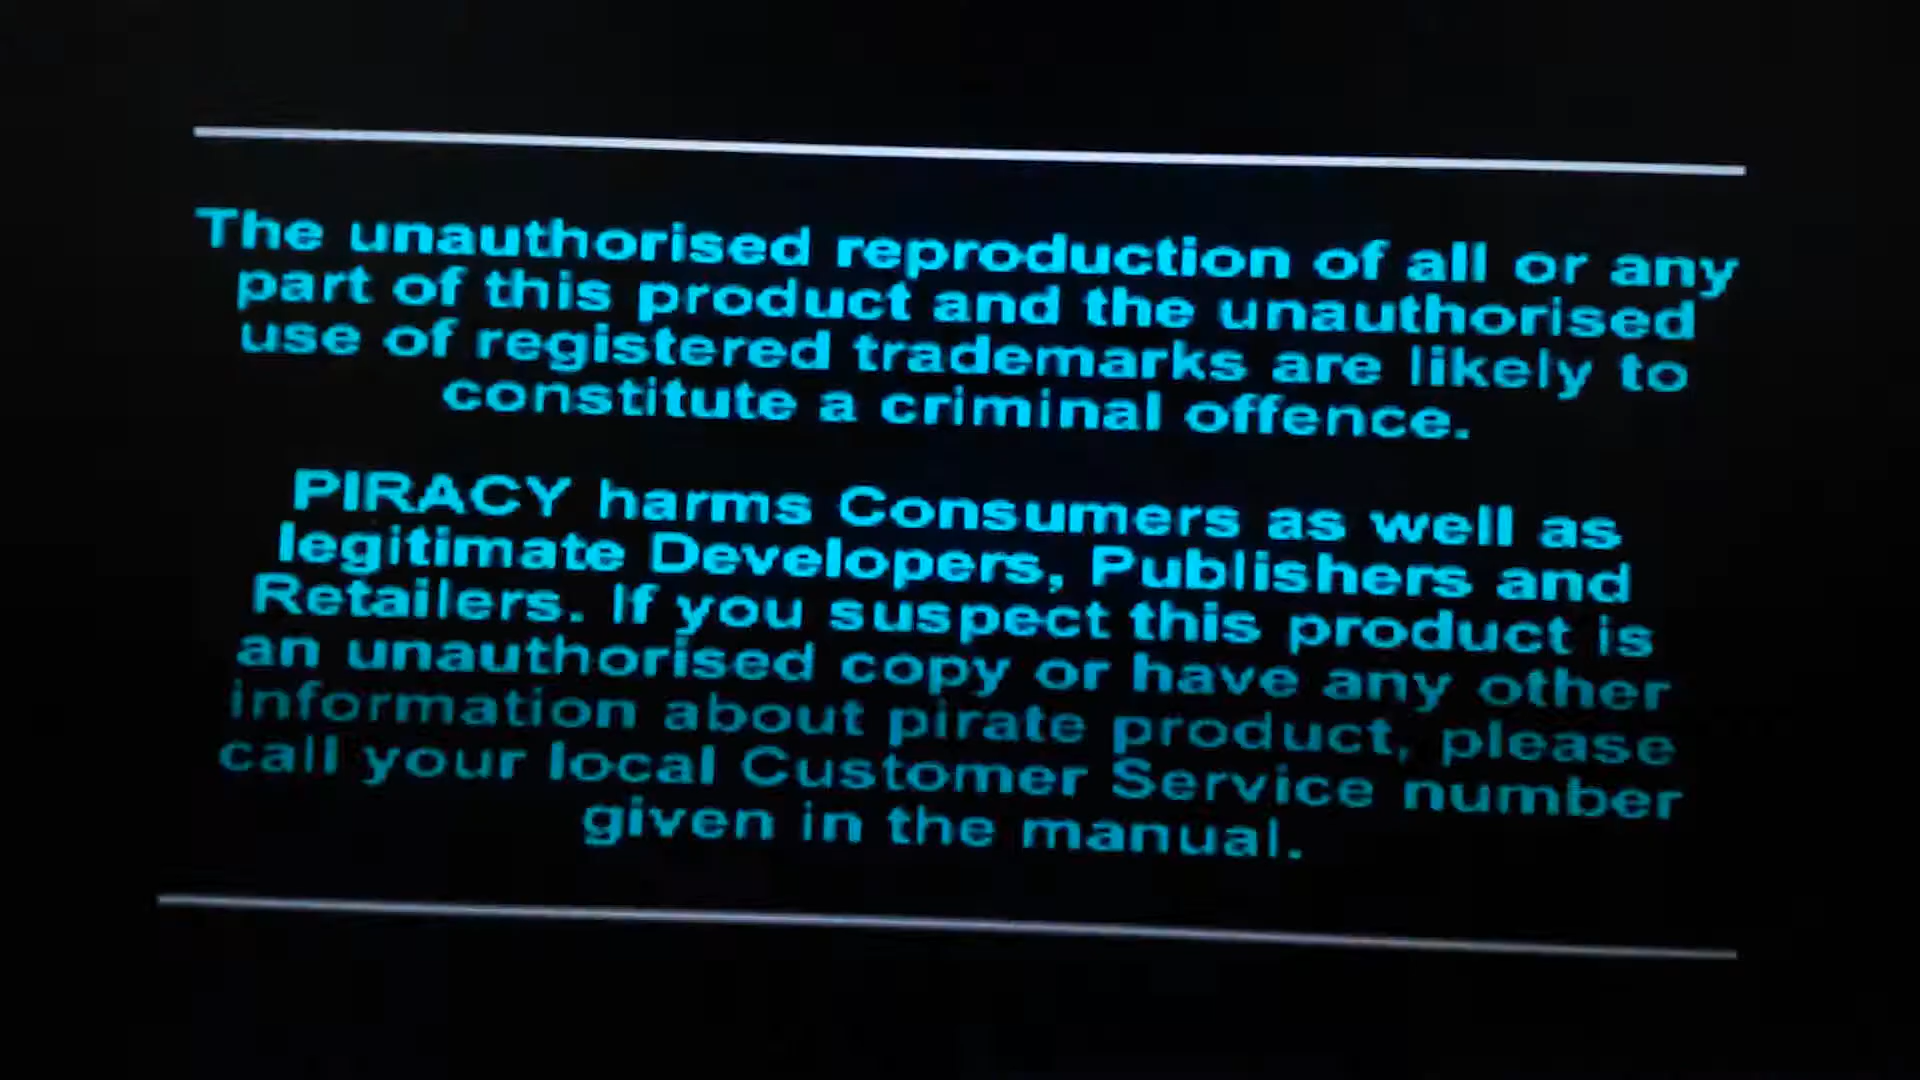 The unauthorised reproduction of all or any
part of this product and the unauthorised
use of registered trademarks are likely to
constitute a criminal offence.
PIRACY harms Consumers as well as
legitimate Developers, Publishers and
Retailers. If you suspect this product is
an unauthorised copy or have any other
information about pirate product, please
call your local Customer Service number
given in the manual.